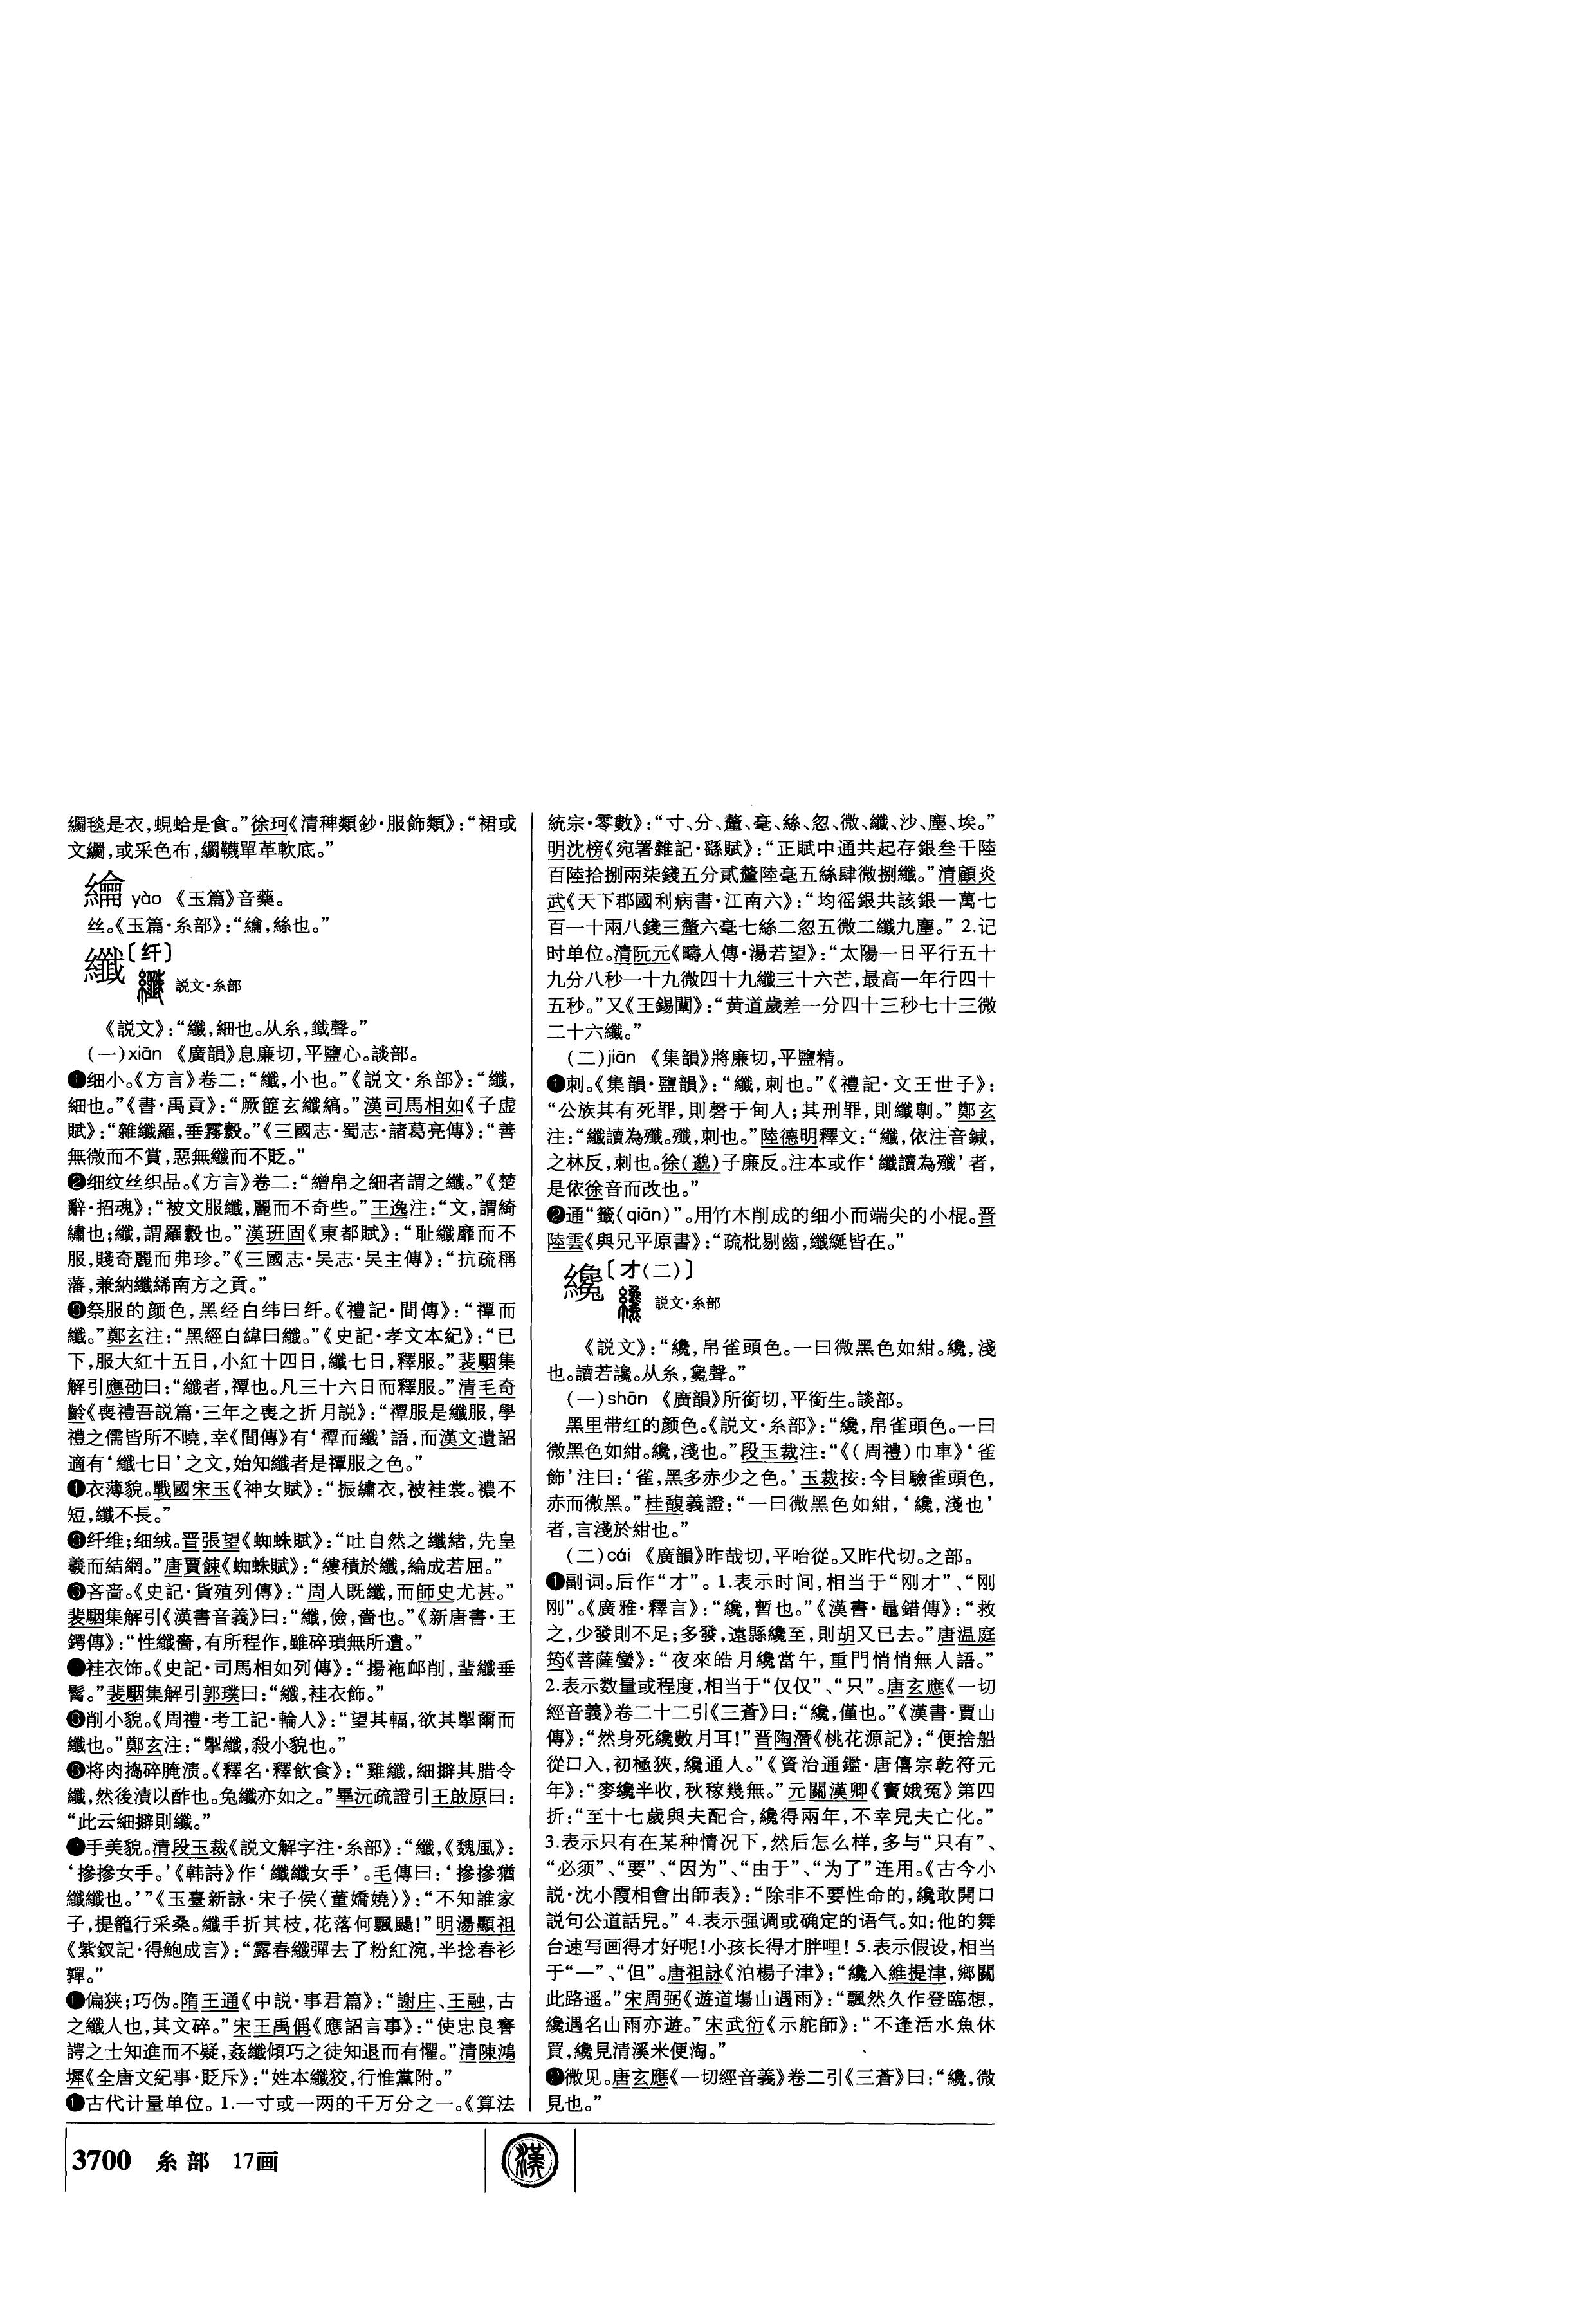 繝毯是衣，蜆蛤是食。”徐珂《清稗類鈔·服飾類》：“裙或
文繝，或采色布，繝韈單革軟底。”
yào 《玉篇》音藥。
丝。《玉篇·糸部》：“䌰，絲也。”
纖〔纤〕
説文·糸部
《説文》：“纖，細也。从糸，韱聲。”
（一）xiān 《廣韻》息廉切，平鹽心。談部。
❶细小。《方言》卷二：“纖，小也。”《説文·糸部》：“纖，
細也。”《書·禹貢》：“厥篚玄纖縞。”漢司馬相如《子虚
賦》：“雜纖羅，垂霧縠。”《三國志·蜀志·諸葛亮傳》：“善
無微而不賞，惡無纖而不貶。”
❷细纹丝织品。《方言》卷二：“繒帛之細者謂之纖。”《楚
辭·招魂》：“被文服纖，麗而不奇些。”王逸注：“文，謂綺
繡也；纖，謂羅縠也。”漢班固《東都賦》：“耻纖靡而不
服，賤奇麗而弗珍。”《三國志·吴志·吴主傳》：“抗疏稱
藩，兼納纖絺南方之貢。”
❸祭服的颜色，黑经白纬曰纤。《禮記·間傳》：“禫而
纖。”鄭玄注：“黑經白緯曰纖。”《史記·孝文本紀》：“已
下，服大紅十五日，小紅十四日，纖七日，釋服。”裴駰集
解引應劭曰：“纖者，禫也。凡三十六日而釋服。”清毛奇
齡《喪禮吾説篇·三年之喪之折月説》：“禫服是纖服，學
禮之儒皆所不曉，幸《間傳》有‘禫而纖’語，而漢文遺詔
適有‘纖七日’之文，始知纖者是禫服之色。”
衣薄貌。戰國宋玉《神女賦》：“振繡衣，被袿裳。襛不
短，纖不長。”
纤维；细绒。晋張望《蜘蛛賦》：“吐自然之纖緒，先皇
羲而結網。”唐賈餗《蜘蛛賦》：“縷積於纖，綸成若屈。”
吝啬。《史記·貨殖列傳》：“周人既纖，而師史尤甚。”
裴駰集解引《漢書音義》曰：“纖，儉，嗇也。”《新唐書·王
鍔傳》：“性纖嗇，有所程作，雖碎瑣無所遺。”
袿衣饰。《史記·司馬相如列傳》：“揚袘卹削，蜚纖垂
髾。”裴駰集解引郭璞曰：“纖，袿衣飾。”
削小貌。《周禮·考工記·輪人》：“望其輻，欲其掣爾而
纖也。”鄭玄注：“掣纖，殺小貌也。”
将肉捣碎腌渍。《釋名·釋飲食》：“雞纖，細擗其腊令
纖，然後漬以酢也。兔纖亦如之。”畢沅疏證引王啟原曰：
“此云細擗則纖。”
手美貌。清段玉裁《説文解字注·糸部》：“纖，《魏風》：
‘摻摻女手。’《韩詩》作‘纖纖女手’。毛傳曰：‘摻摻猶
纖纖也。’”《玉臺新詠·宋子侯〈董嬌嬈〉》：“不知誰家
子，提籠行采桑。纖手折其枝，花落何飄颺！”明湯顯祖
《紫釵記·得鮑成言》：“露春纖彈去了粉紅涴，半捻春衫
嚲。”
偏狭；巧伪。隋王通《中説·事君篇》：“謝庄、王融，古
之纖人也，其文碎。”宋王禹偁《應詔言事》：“使忠良謇
諤之士知進而不疑，姦纖傾巧之徒知退而有懼。”清陳鴻
墀《全唐文紀事·貶斥》：“姓本纖狡，行惟黨附。”
古代计量单位。1.一寸或一两的千万分之一。《算法
統宗·零數》：“寸、分、釐、毫、絲、忽、微、纖、沙、塵、埃。”
明沈榜《宛署雜記·繇賦》：“正賦中通共起存銀叁千陸
百陸拾捌兩柒錢五分貳釐陸毫五絲肆微捌纖。”清顧炎
武《天下郡國利病書·江南六》：“均徭銀共該銀一萬七
百一十兩八錢三釐六毫七絲二忽五微二纖九塵。”2.记
时单位。清阮元《疇人傳·湯若望》：“太陽一日平行五十
九分八秒一十九微四十九纖三十六芒，最高一年行四十
五秒。”又《王錫闡》：“黄道歲差一分四十三秒七十三微
二十六纖。”
（二）jiān 《集韻》將廉切，平鹽精。
❶刺。《集韻·鹽韻》：“纖，刺也。”《禮記·文王世子》：
“公族其有死罪，則磬于甸人；其刑罪，則纖剸。”鄭玄
注：“纖讀為殲。殲，刺也。”陸德明釋文：“纖，依注音鍼，
之林反，刺也。徐（邈）子廉反。注本或作‘纖讀為殲’者，
是依徐音而改也。”
❷通“籤（qiān）”。用竹木削成的细小而端尖的小棍。晋
陸雲《與兄平原書》：“疏枇剔齒，纖綖皆在。”
纔〔才（二）〕
説文·糸部
《説文》：“纔，帛雀頭色。一曰微黑色如紺。纔，淺
也。讀若讒。从糸，毚聲。”
（一）shān 《廣韻》所銜切，平銜生。談部。
黑里带红的颜色。《説文·糸部》：“纔，帛雀頭色。一曰
微黑色如紺。纔，淺也。”段玉裁注：“《（周禮）巾車》‘雀
飾’注曰：‘雀，黑多赤少之色。’玉裁按：今目驗雀頭色，
赤而微黑。”桂馥義證：“一曰微黑色如紺，‘纔，淺也’
者，言淺於紺也。”
（二）cái 《廣韻》昨哉切，平咍從。又昨代切。之部。
❶副词。后作“才”。1.表示时间，相当于“刚才”、“刚
刚”。《廣雅·釋言》：“纔，暫也。”《漢書·鼂錯傳》：“救
之，少發則不足；多發，遠縣纔至，則胡又已去。”唐温庭
筠《菩薩蠻》：“夜來皓月纔當午，重門悄悄無人語。”
2.表示数量或程度，相当于“仅仅”、“只”。唐玄應《一切
經音義》卷二十二引《三蒼》曰：“纔，僅也。”《漢書·賈山
傳》：“然身死纔數月耳！”晋陶潛《桃花源記》：“便捨船
從口入，初極狹，纔通人。”《資治通鑑·唐僖宗乾符元
年》：“麥纔半收，秋稼幾無。”元關漢卿《竇娥冤》第四
折：“至十七歲與夫配合，纔得兩年，不幸兒夫亡化。”
3.表示只有在某种情况下，然后怎么样，多与“只有”、
“必须”、“要”、“因为”、“由于”、“为了”连用。《古今小
説·沈小霞相會出師表》：“除非不要性命的，纔敢開口
説句公道話兒。”4.表示强调或确定的语气。如：他的舞
台速写画得才好呢！小孩长得才胖哩！5.表示假设，相当
于“一”、“但”。唐祖詠《泊楊子津》：“纔入維提津，鄉關
此路遥。”宋周弼《遊道塲山遇雨》：“飄然久作登臨想，
纔遇名山雨亦遊。”宋武衍《示舵師》：“不逢活水魚休
買，纔見清溪米便淘。”
❷微见。唐玄應《一切經音義》卷二引《三蒼》曰：“纔，微
見也。”
3700 糸部 17画
漢